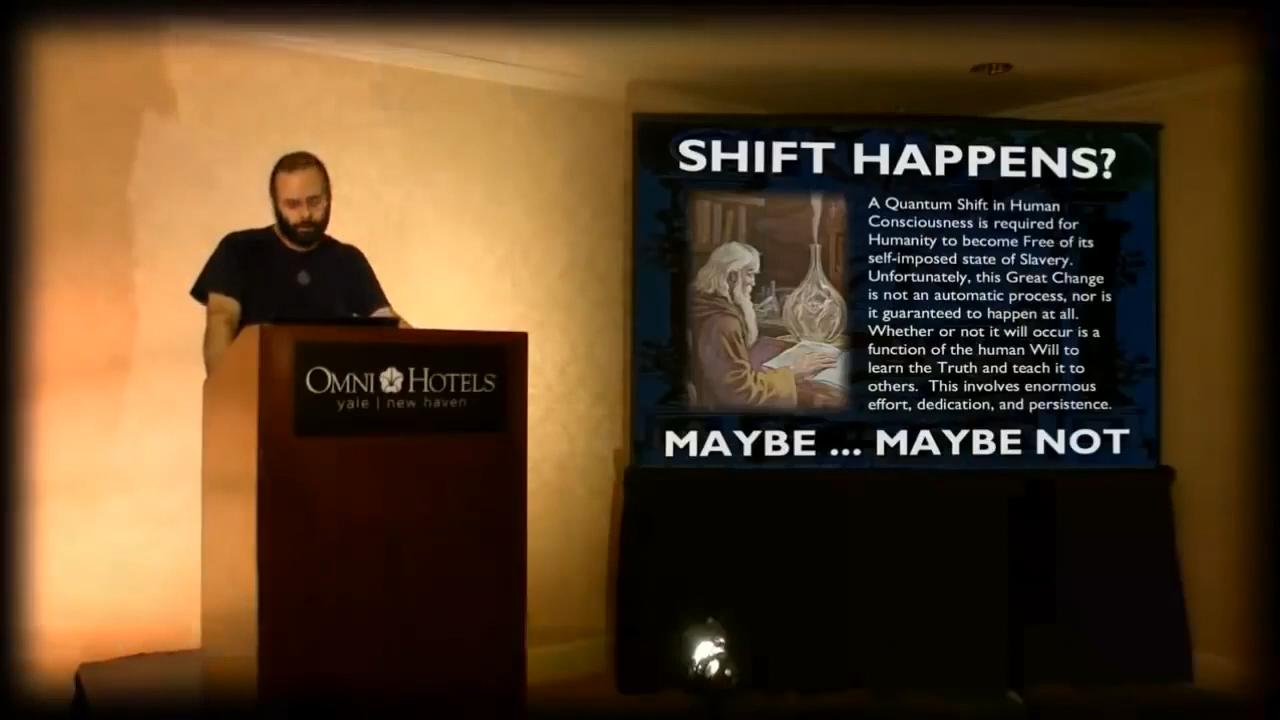 SHIFT HAPPENS?
A Quantum Shift in Human
Consciousness is required for
Humanity to become Free of its
self-imposed state of Slavery.
Unfortunately, this Great Change
is not an automatic process, nor is
it guaranteed to happen at all.
Whether or not it will occur is a
function of the human Will to
learn the Truth and teach it to
others. This involves enormous
effort, dedication, and persistence.
MAYBE ... MAYBE NOT
OMNI HOTELS
yale | new haven